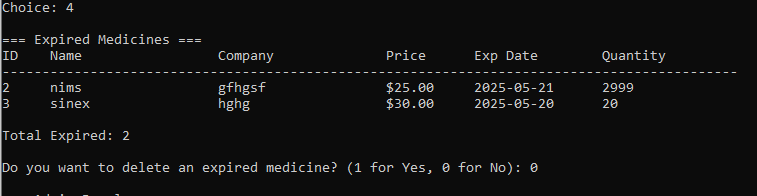 Choice: 4
=== Expired Medicines ===
ID Name Company Price Exp Date Quantity
--------------------------------------------------------------------------------------------
2 nims gfhgsf $25.00 2025-05-21 2999
3 sinex hghg $30.00 2025-05-20 20
Total Expired: 2
Do you want to delete an expired medicine? (1 for Yes, 0 for No): 0